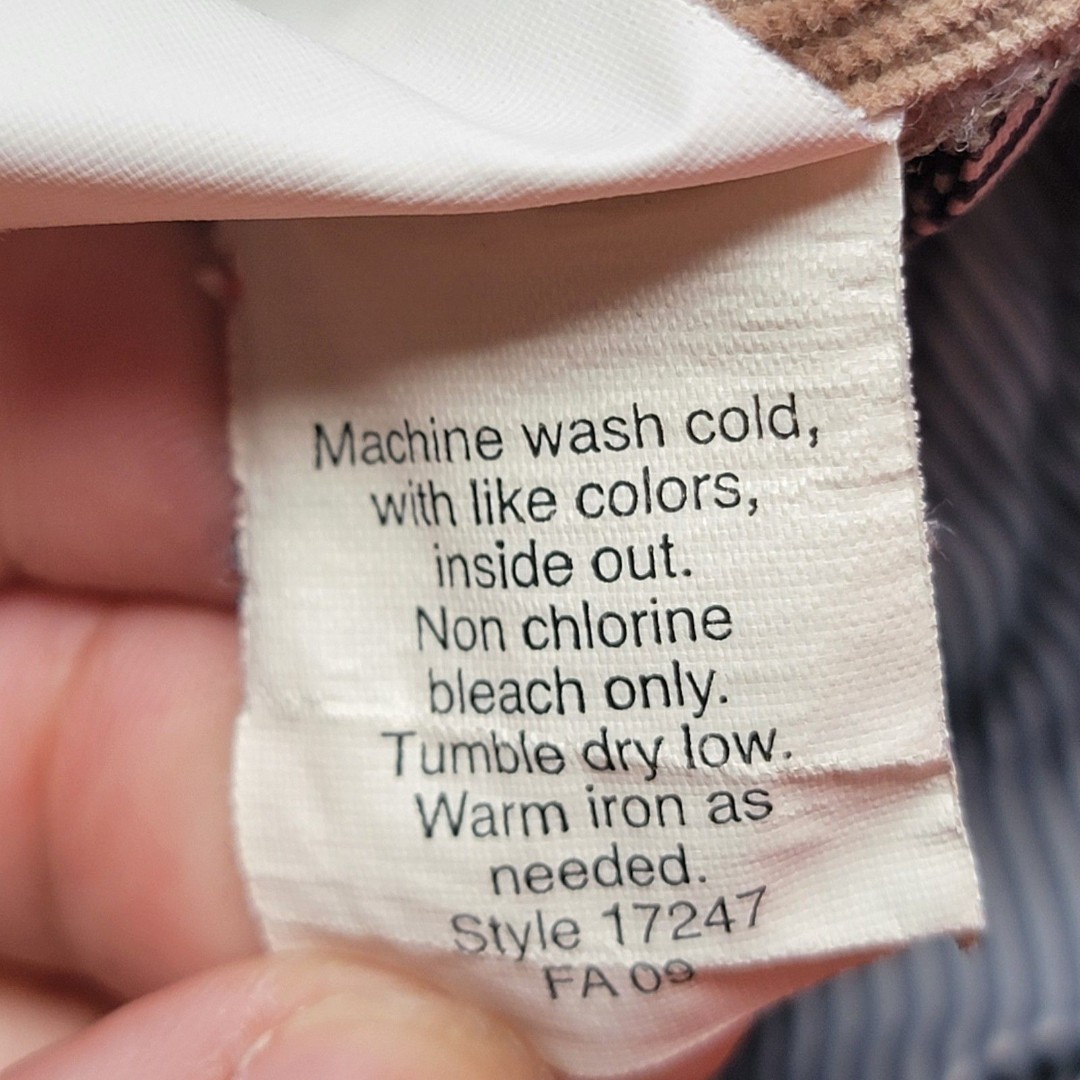 Machine wash cold,
with like colors,
inside out.
Non chlorine
bleach only.
Tumble dry low.
Warm iron as
needed.
Style 17247
FA 09